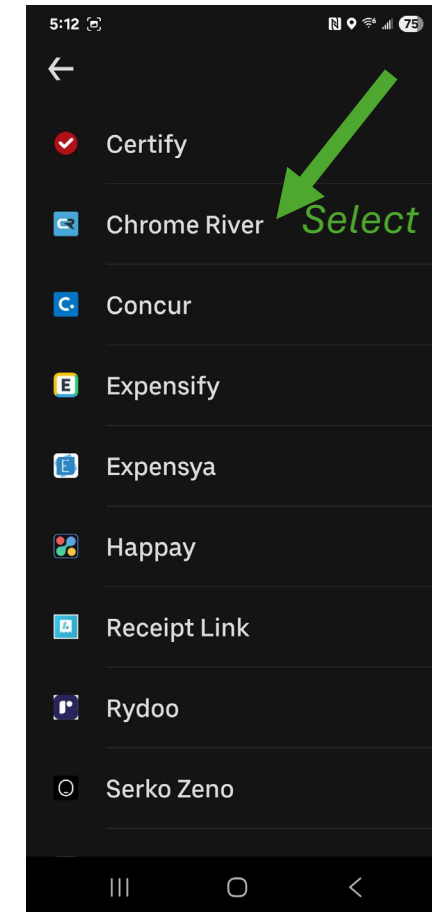 5:12 75
Certify
Chrome River
Select
C. Concur
E Expensify
E Expensya
Happay
Receipt Link
Rydoo
Serko Zeno